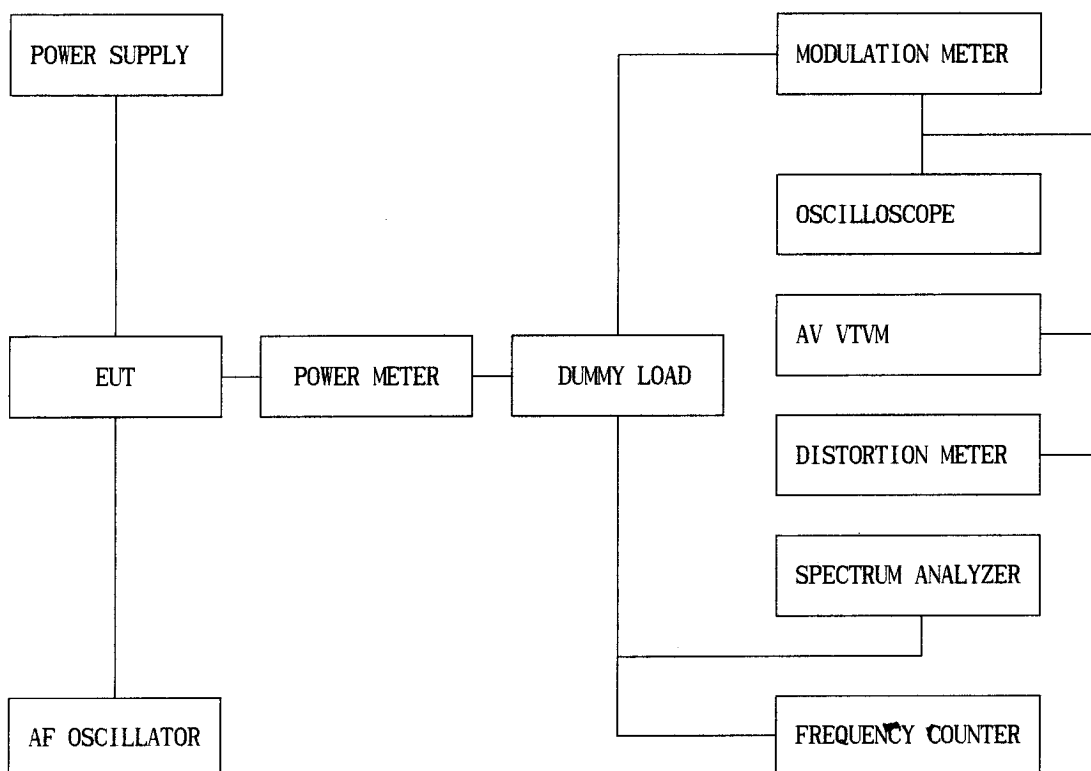 POWER SUPPLY
MODULATION METER
OSCILLOSCOPE
AV VTVM
EUT
POWER METER
DUMMY LOAD
DISTORTION METER
SPECTRUM ANALYZER
AF OSCILLATOR
FREQUENCY COUNTER